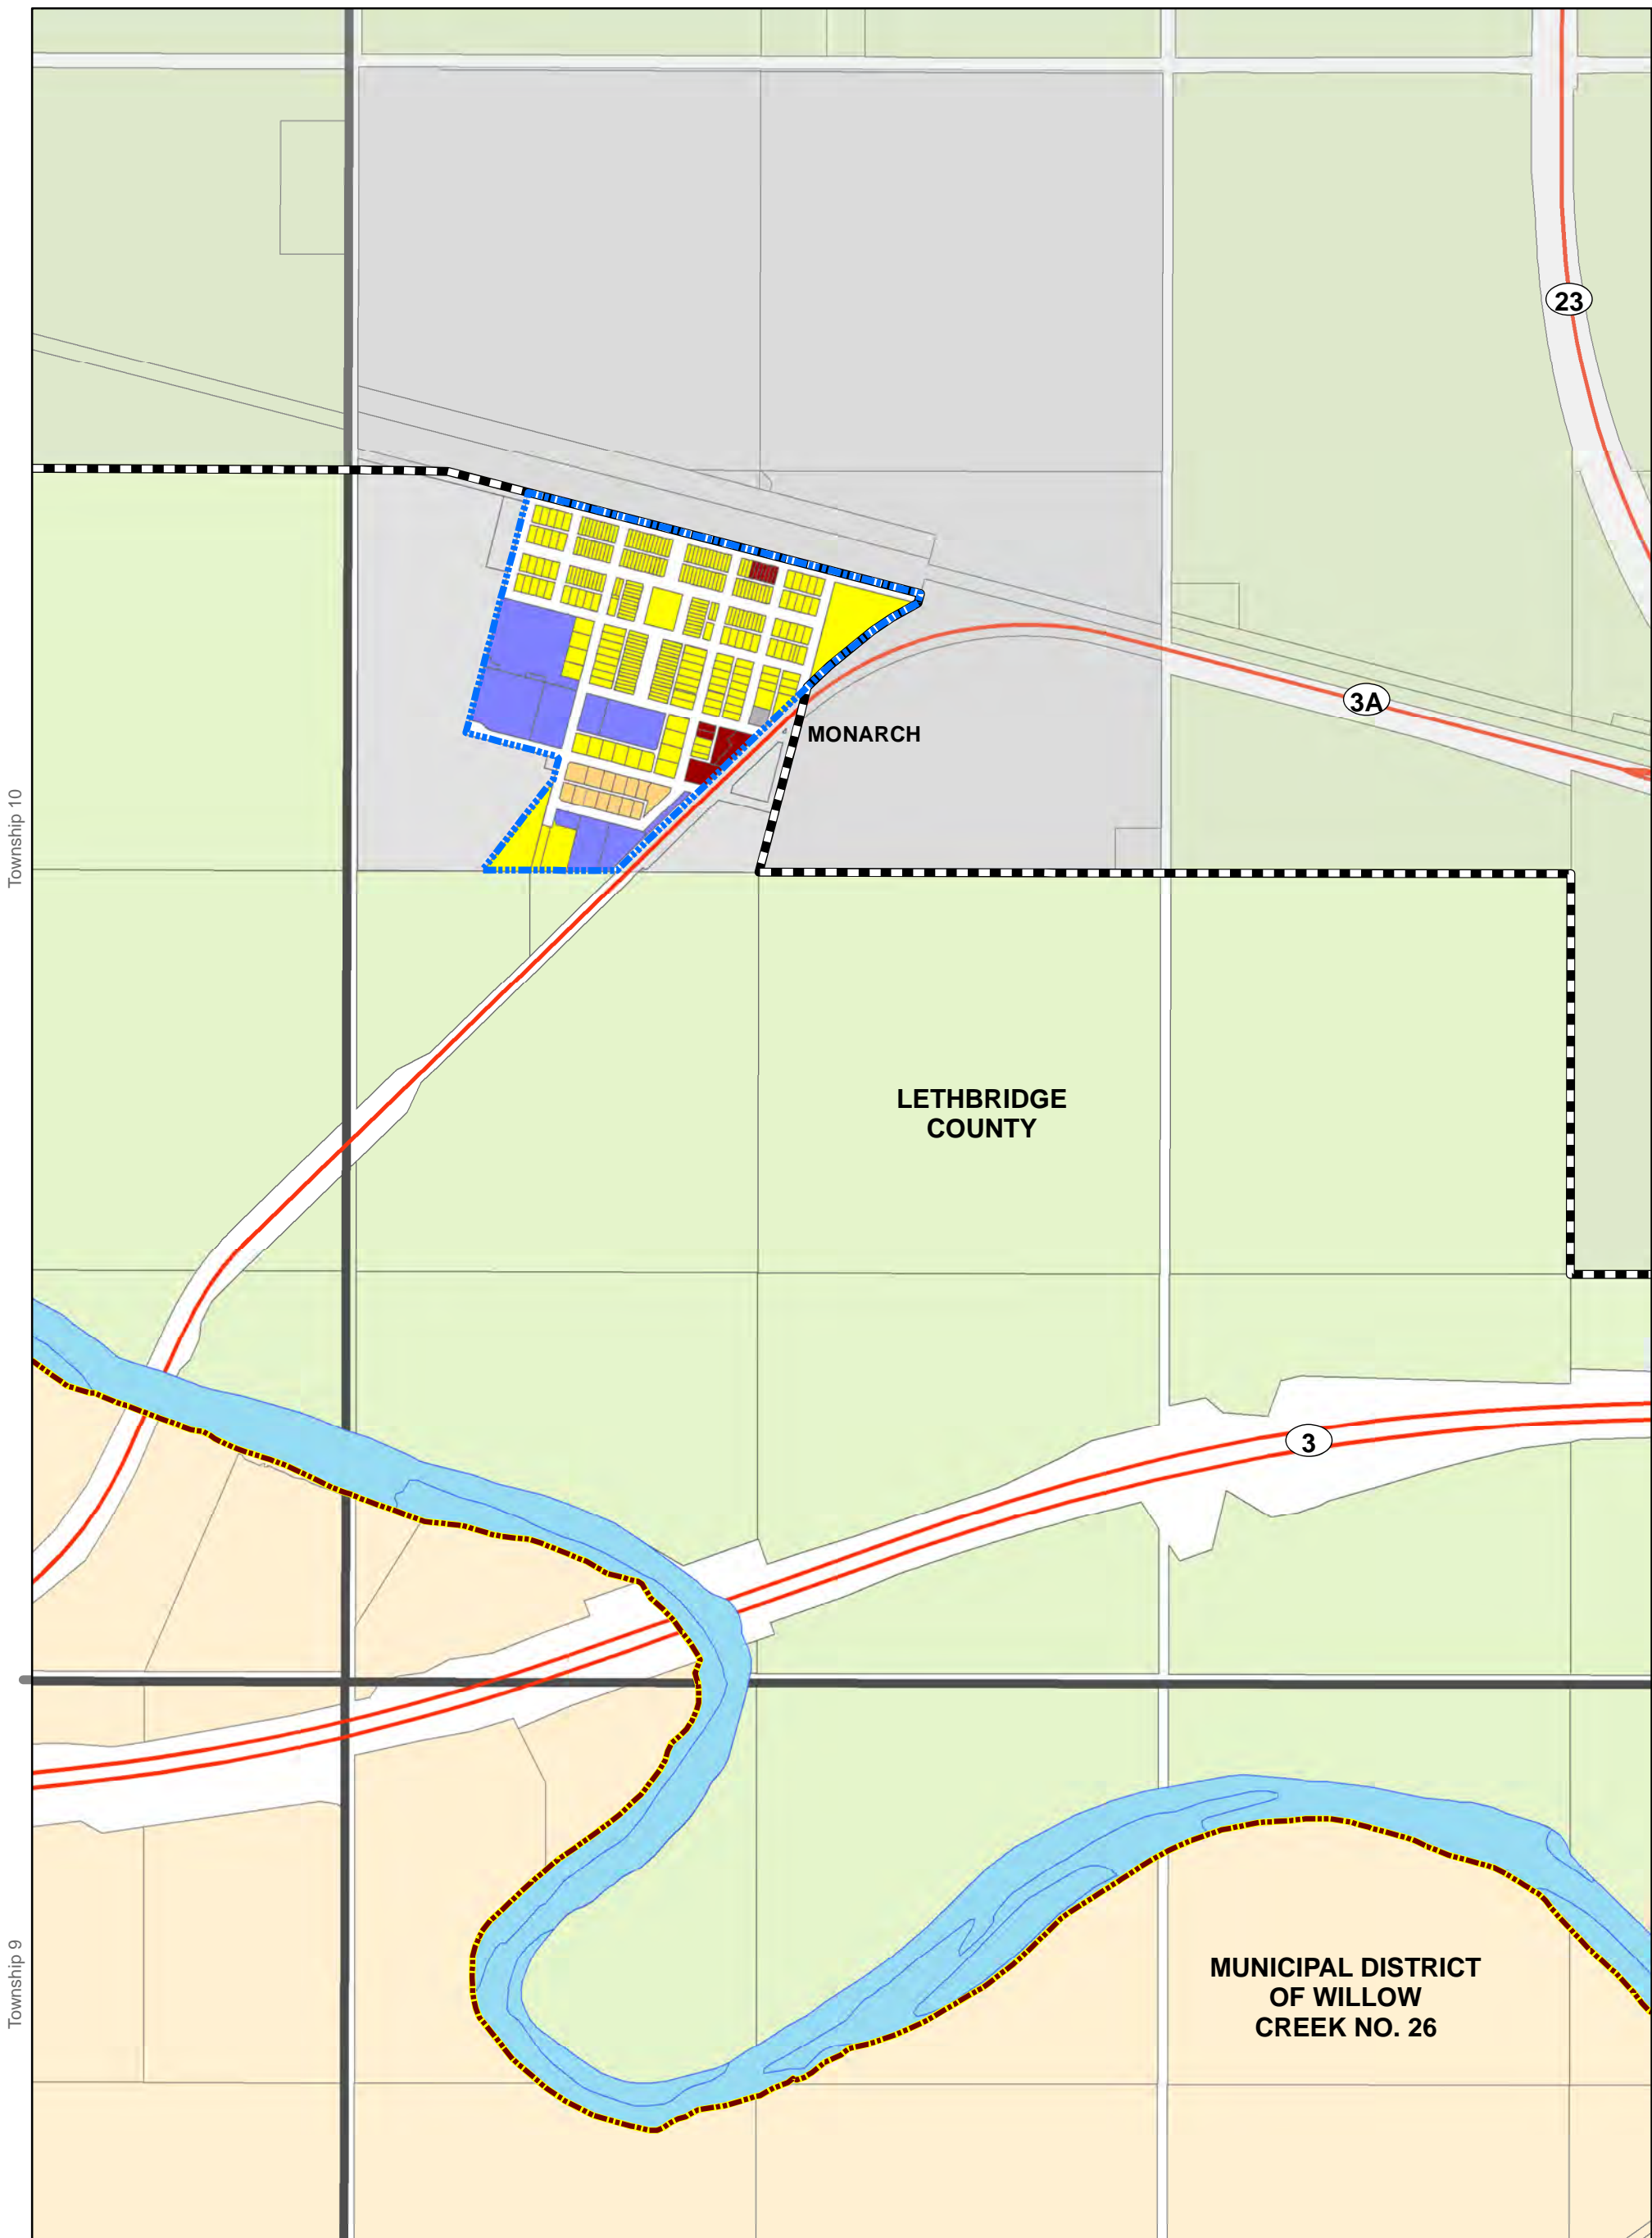 23
3A
MONARCH
Township 10
LETHBRIDGE
COUNTY
3
MUNICIPAL DISTRICT
OF WILLOW
CREEK NO. 26
Township 9